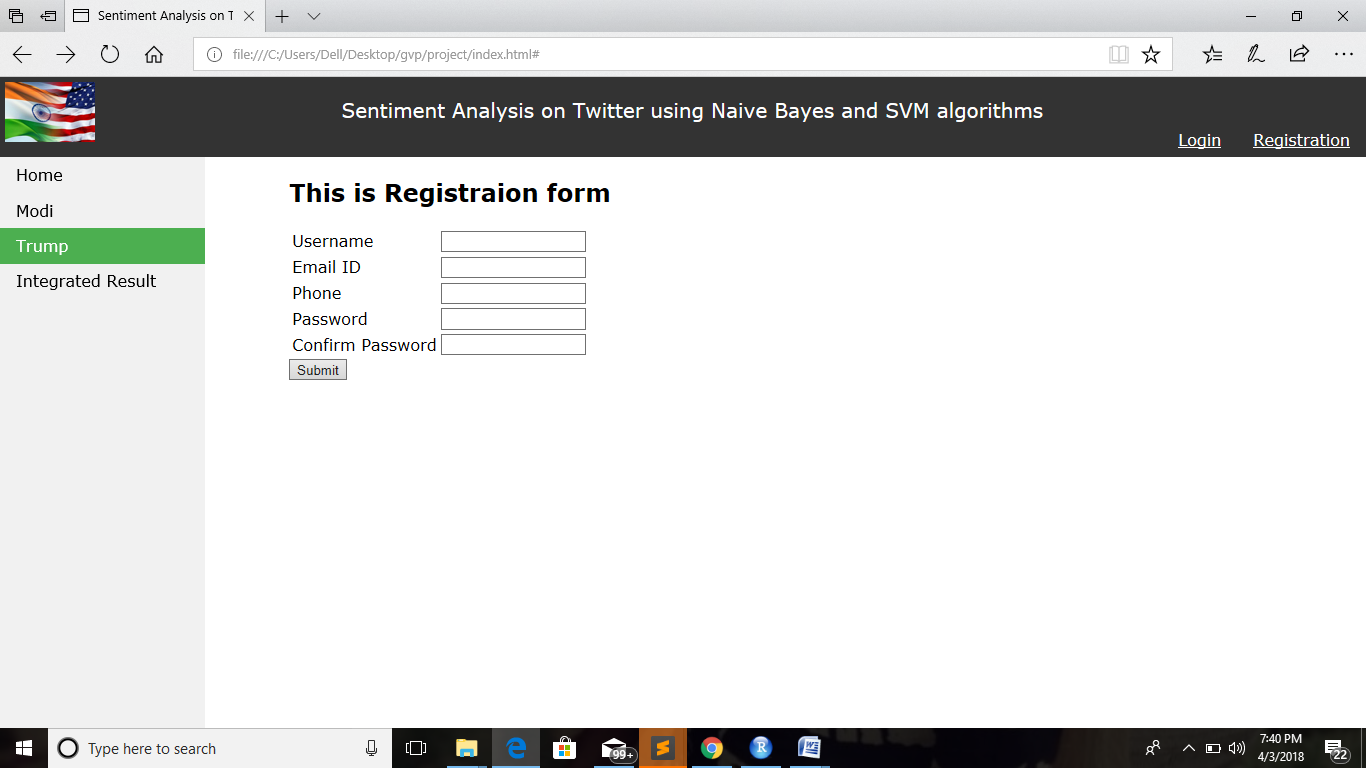 Sentiment Analysis on T
file:///C:/Users/Dell/Desktop/gvp/project/index.html#
Sentiment Analysis on Twitter using Naive Bayes and SVM algorithms
Login Registration
Home
Modi
Trump
Integrated Result
This is Registraion form
Username
Email ID
Phone
Password
Confirm Password
Submit
Type here to search
99+
R
W
7:40 PM
4/3/2018
22